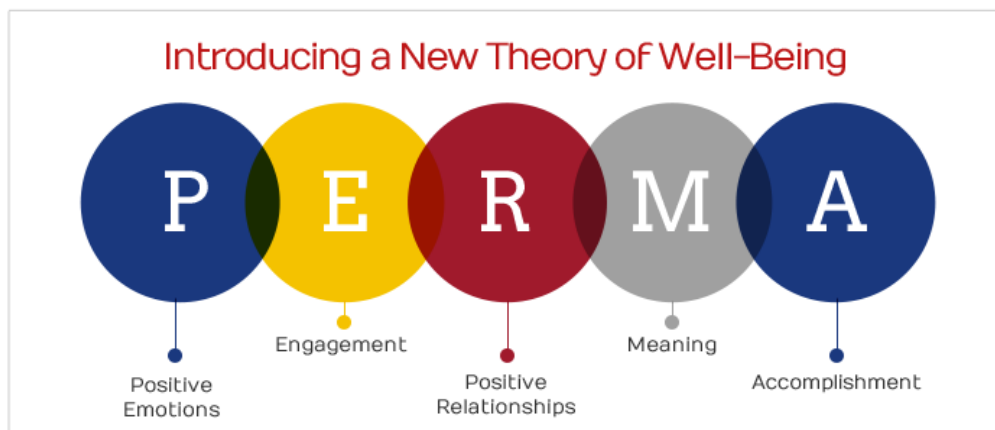 Introducing a New Theory of Well-Being
P E R M A
Engagement
Meaning
Positive
Emotions
Positive
Relationships
Accomplishment